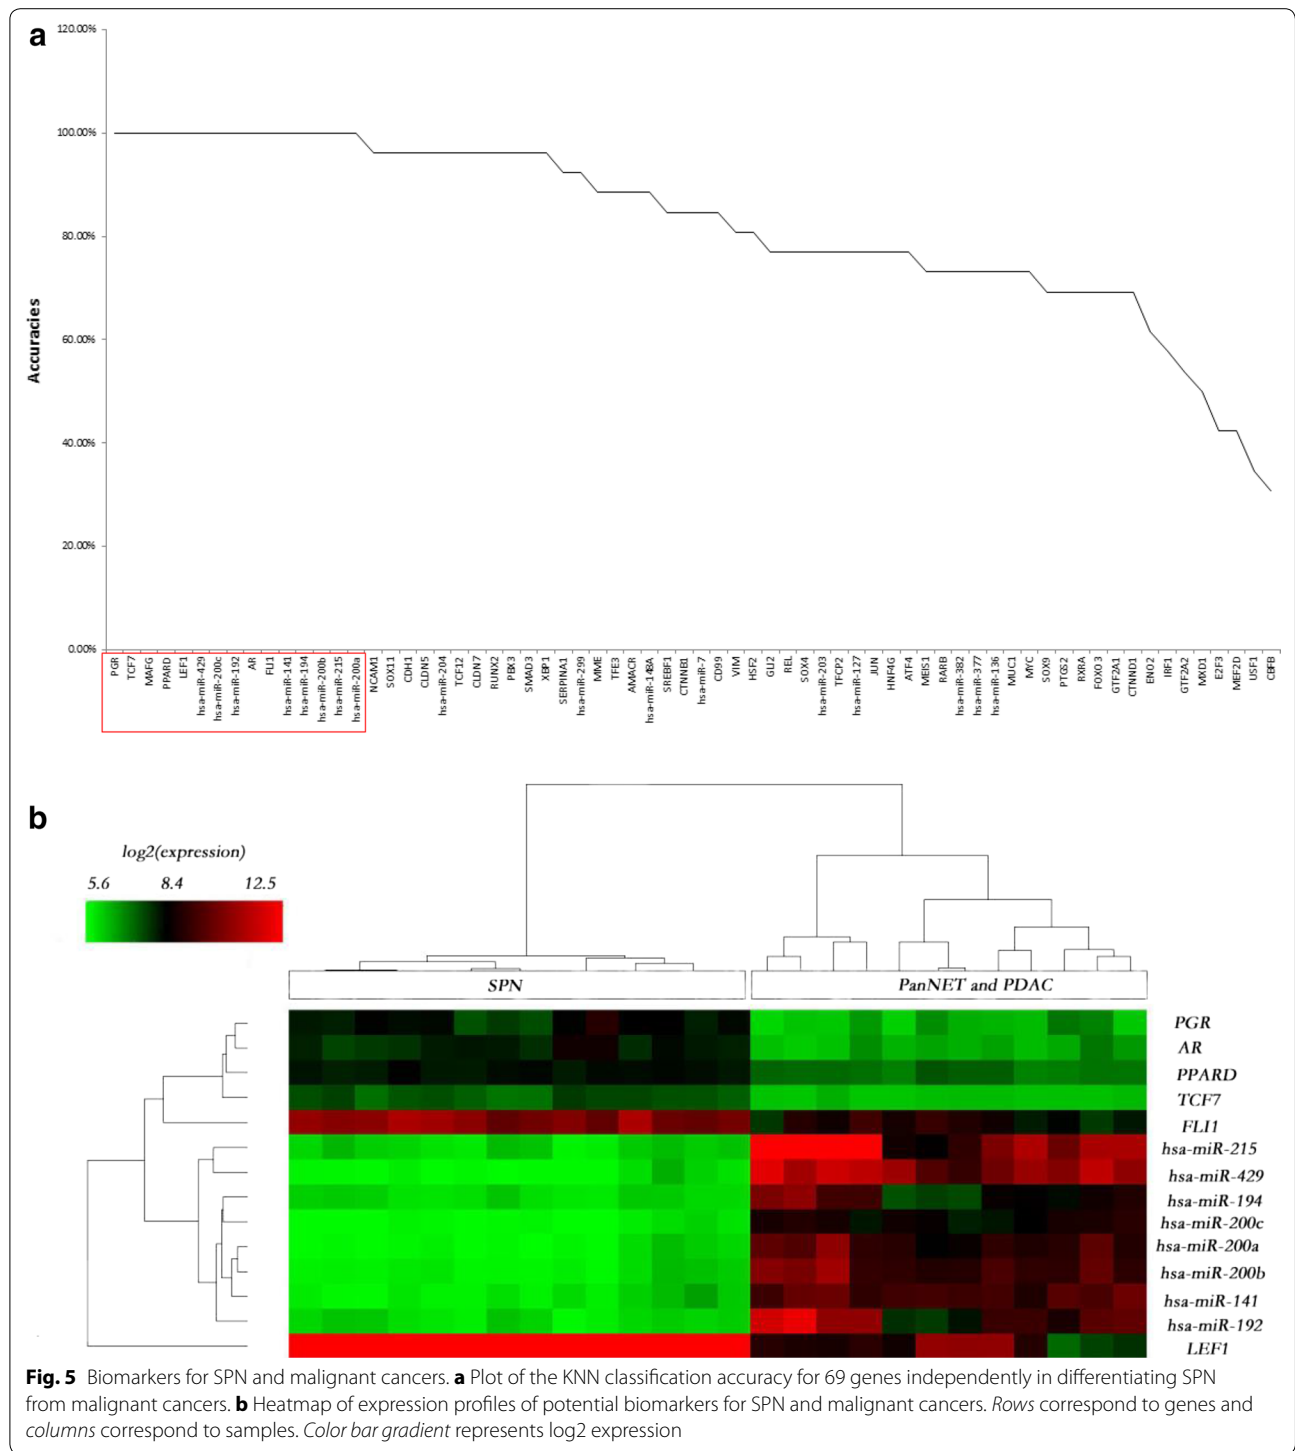 a
120.00%
100.00%
80.00%
60.00%
40.00%
20.00%
0.00%
Accuracies
PGR
TCF7
MAFG
PPARD
LEF1
hsa-miR-429
hsa-miR-200c
hsa-miR-192
AR
FLI1
hsa-miR-141
hsa-miR-194
hsa-miR-200b
hsa-miR-215
hsa-miR-200a
NCAM1
SOX11
CDH1
CLDN5
hsa-miR-204
TCF12
CLDN7
RUNX2
PBX3
SMAD3
XBP1
SERPINA1
hsa-miR-299
MME
TFE3
AMACR
hsa-miR-148A
SREBF1
CTNNB1
hsa-miR-7
CD99
VIM
HSF2
GLI2
REL
SOX4
hsa-miR-203
TFCP2
hsa-miR-127
JUN
HNF4G
ATF4
MEIS1
RARB
hsa-miR-382
hsa-miR-377
hsa-miR-136
MUC1
MYC
SOX9
PTGS2
RXRA
FOXO3
GTF2A1
CTNND1
ENO2
IRF1
GTF2A2
MXD1
E2F3
MEF2D
USF1
CBFB
b
log2(expression)
5.6 8.4 12.5
SPN
PanNET and PDAC
PGR
AR
PPARD
TCF7
FLI1
hsa-miR-215
hsa-miR-429
hsa-miR-194
hsa-miR-200c
hsa-miR-200a
hsa-miR-200b
hsa-miR-141
hsa-miR-192
LEF1
Fig. 5 Biomarkers for SPN and malignant cancers. a Plot of the KNN classification accuracy for 69 genes independently in differentiating SPN
from malignant cancers. b Heatmap of expression profiles of potential biomarkers for SPN and malignant cancers. Rows correspond to genes and
columns correspond to samples. Color bar gradient represents log2 expression